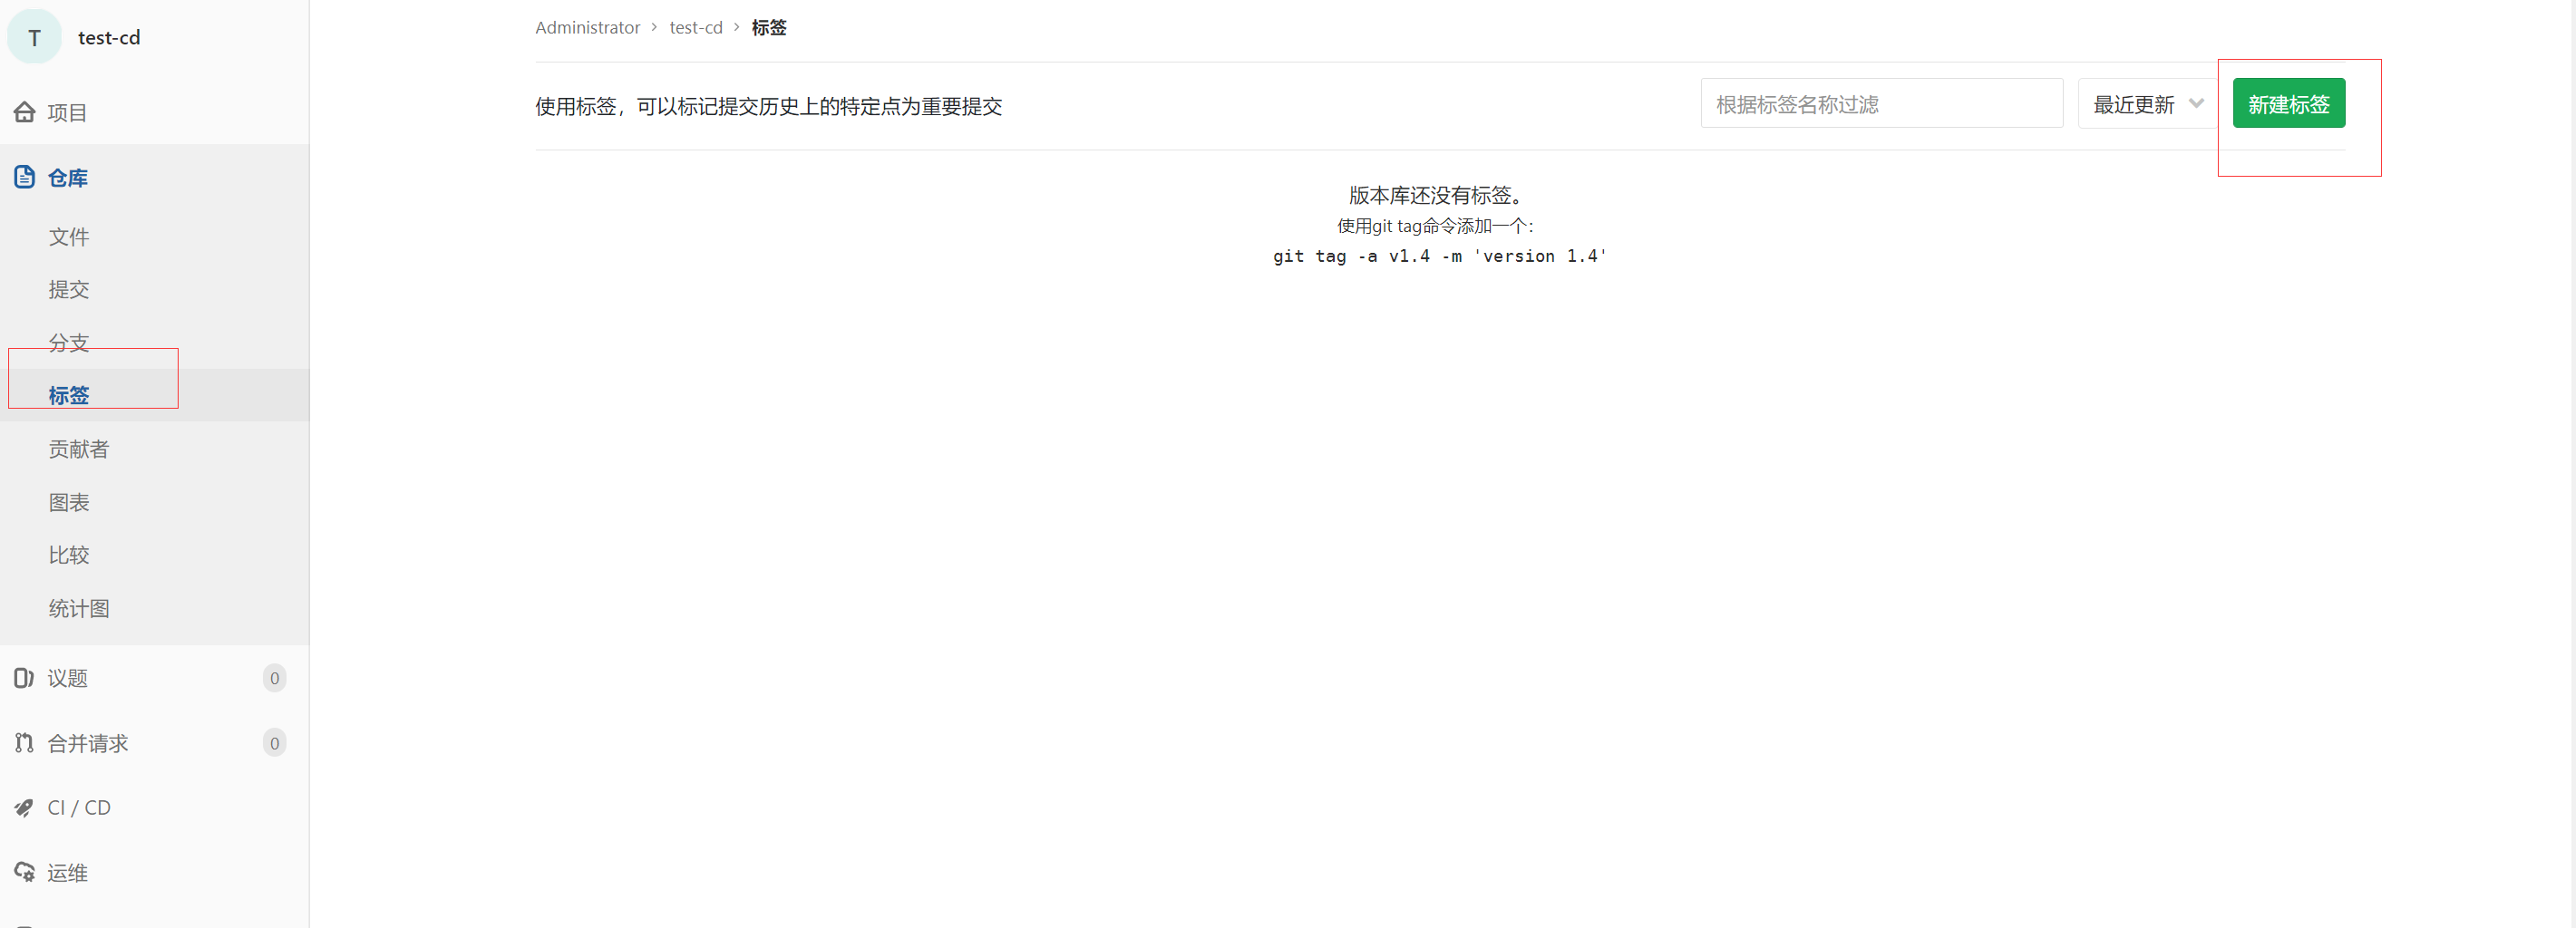 T test-cd
项目
仓库
文件
提交
分支
标签
贡献者
图表
比较
统计图
议题 0
合并请求 0
CI / CD
运维
Administrator > test-cd > 标签
使用标签，可以标记提交历史上的特定点为重要提交
根据标签名称过滤 最近更新 新建标签
版本库还没有标签。
使用git tag命令添加一个：
git tag -a v1.4 -m 'version 1.4'